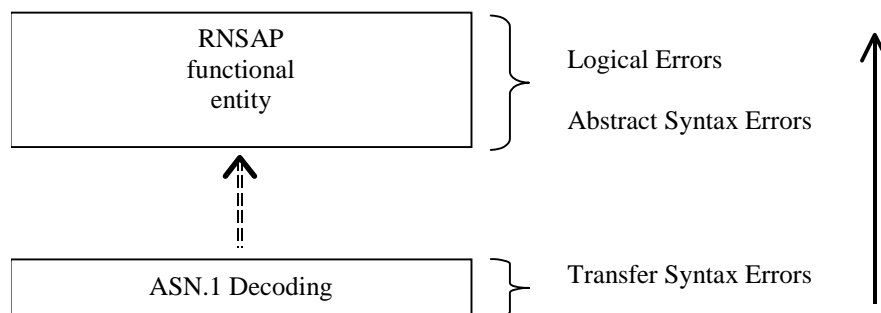 RNSAP
functional
entity
Logical Errors
Abstract Syntax Errors
ASN.1 Decoding
Transfer Syntax Errors